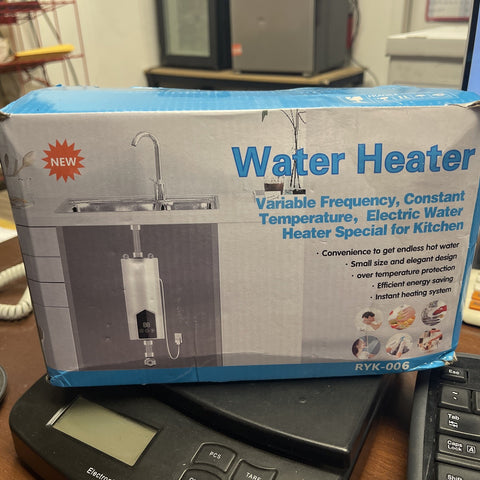 NEW
Water Heater
Variable Frequency, Constant
Temperature, Electric Water
Heater Special for Kitchen
· Convenience to get endless hot water
· Small size and elegant design
· over temperature protection
· Efficient energy saving
· Instant heating system
RYK-006
PCS
TARE
Electron
Esc
Tab
Caps
Lock
A
Shift